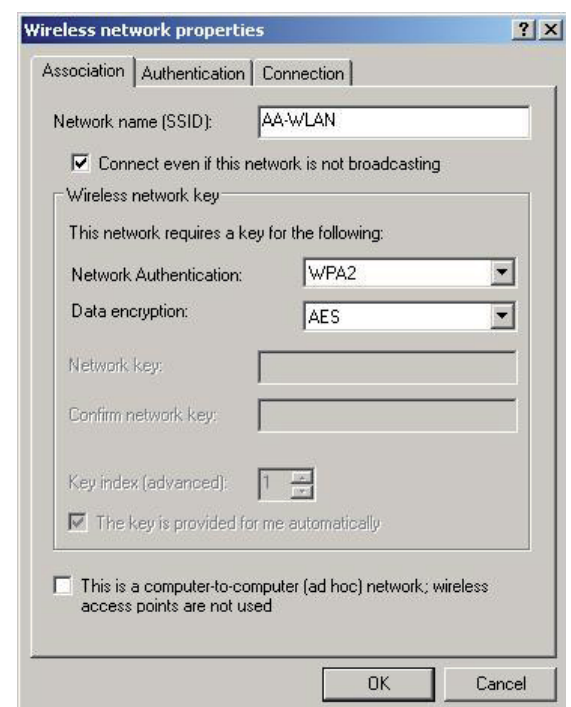 Wireless network properties
Association Authentication Connection
Network name (SSID): AA-WLAN
Connect even if this network is not broadcasting
Wireless network key
This network requires a key for the following:
Network Authentication: WPA2
Data encryption: AES
Network key:
Confirm network key:
Key index (advanced): 1
The key is provided for me automatically
This is a computer-to-computer (ad hoc) network; wireless
access points are not used
OK Cancel